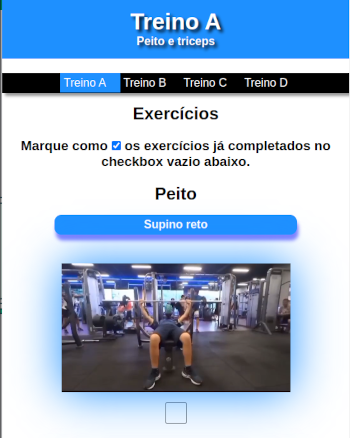 Treino A
Peito e triceps
Treino A Treino B Treino C Treino D
Exercícios
Marque como os exercícios já completados no
checkbox vazio abaixo.
Peito
Supino reto